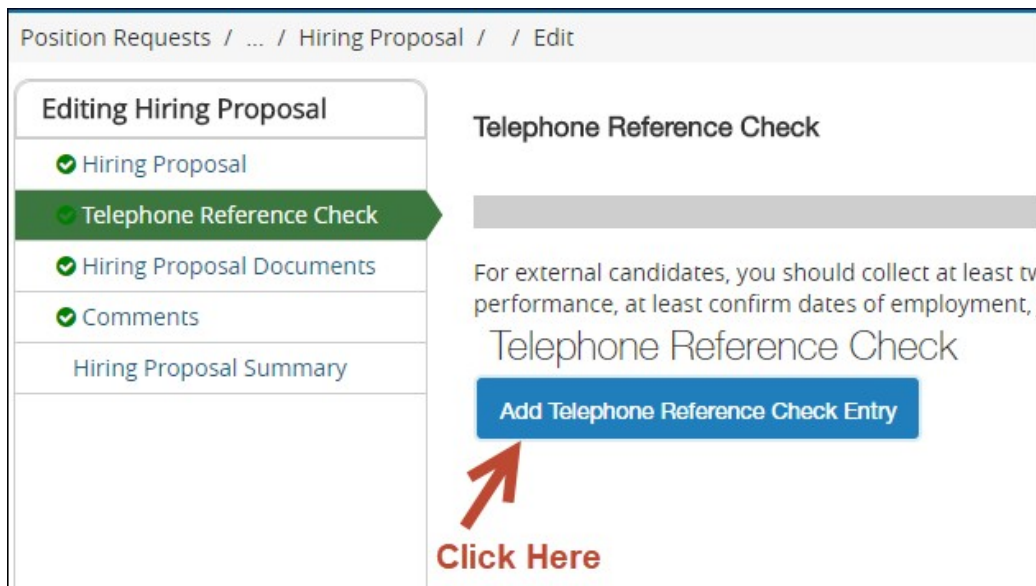 Position Requests / ... / Hiring Proposal / / Edit
Editing Hiring Proposal
Hiring Proposal
Telephone Reference Check
Hiring Proposal Documents
Comments
Hiring Proposal Summary
Telephone Reference Check
For external candidates, you should collect at least
performance, at least confirm dates of employment,
Telephone Reference Check
Add Telephone Reference Check Entry
Click Here